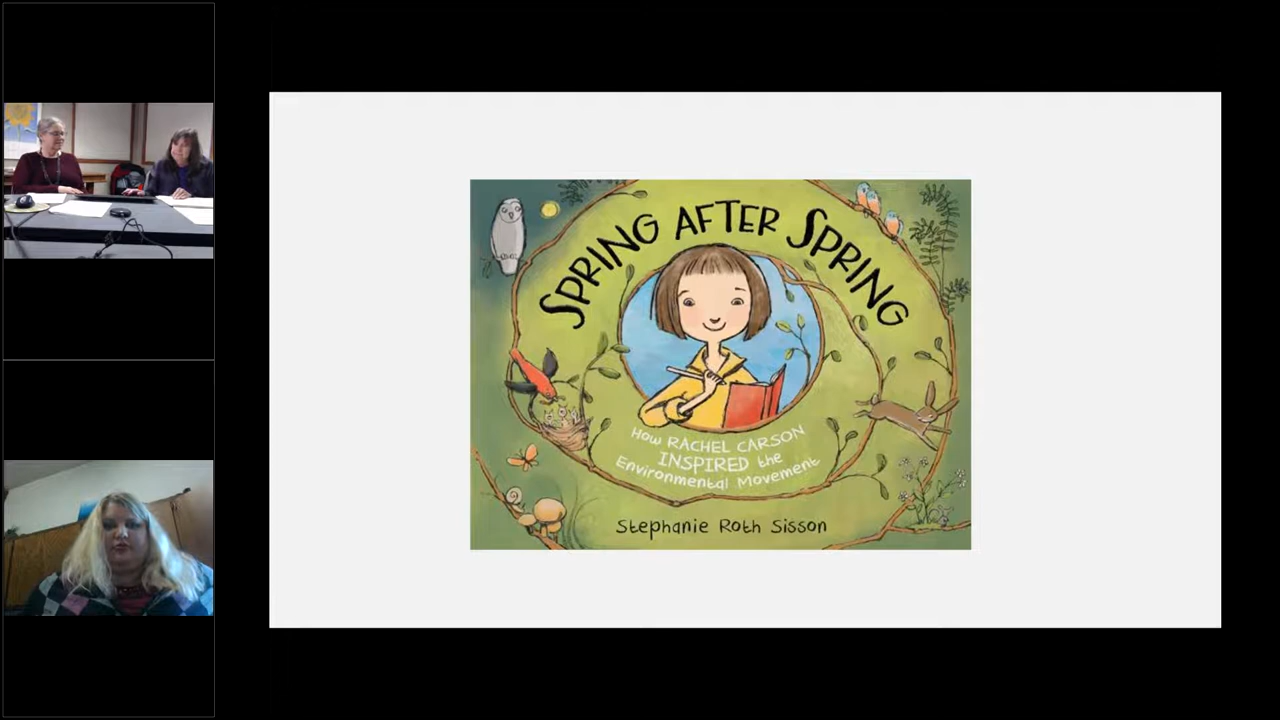 SPRING AFTER SPRING
How RACHEL CARSON
INSPIRED the
Environmental Movement
Stephanie Roth Sisson